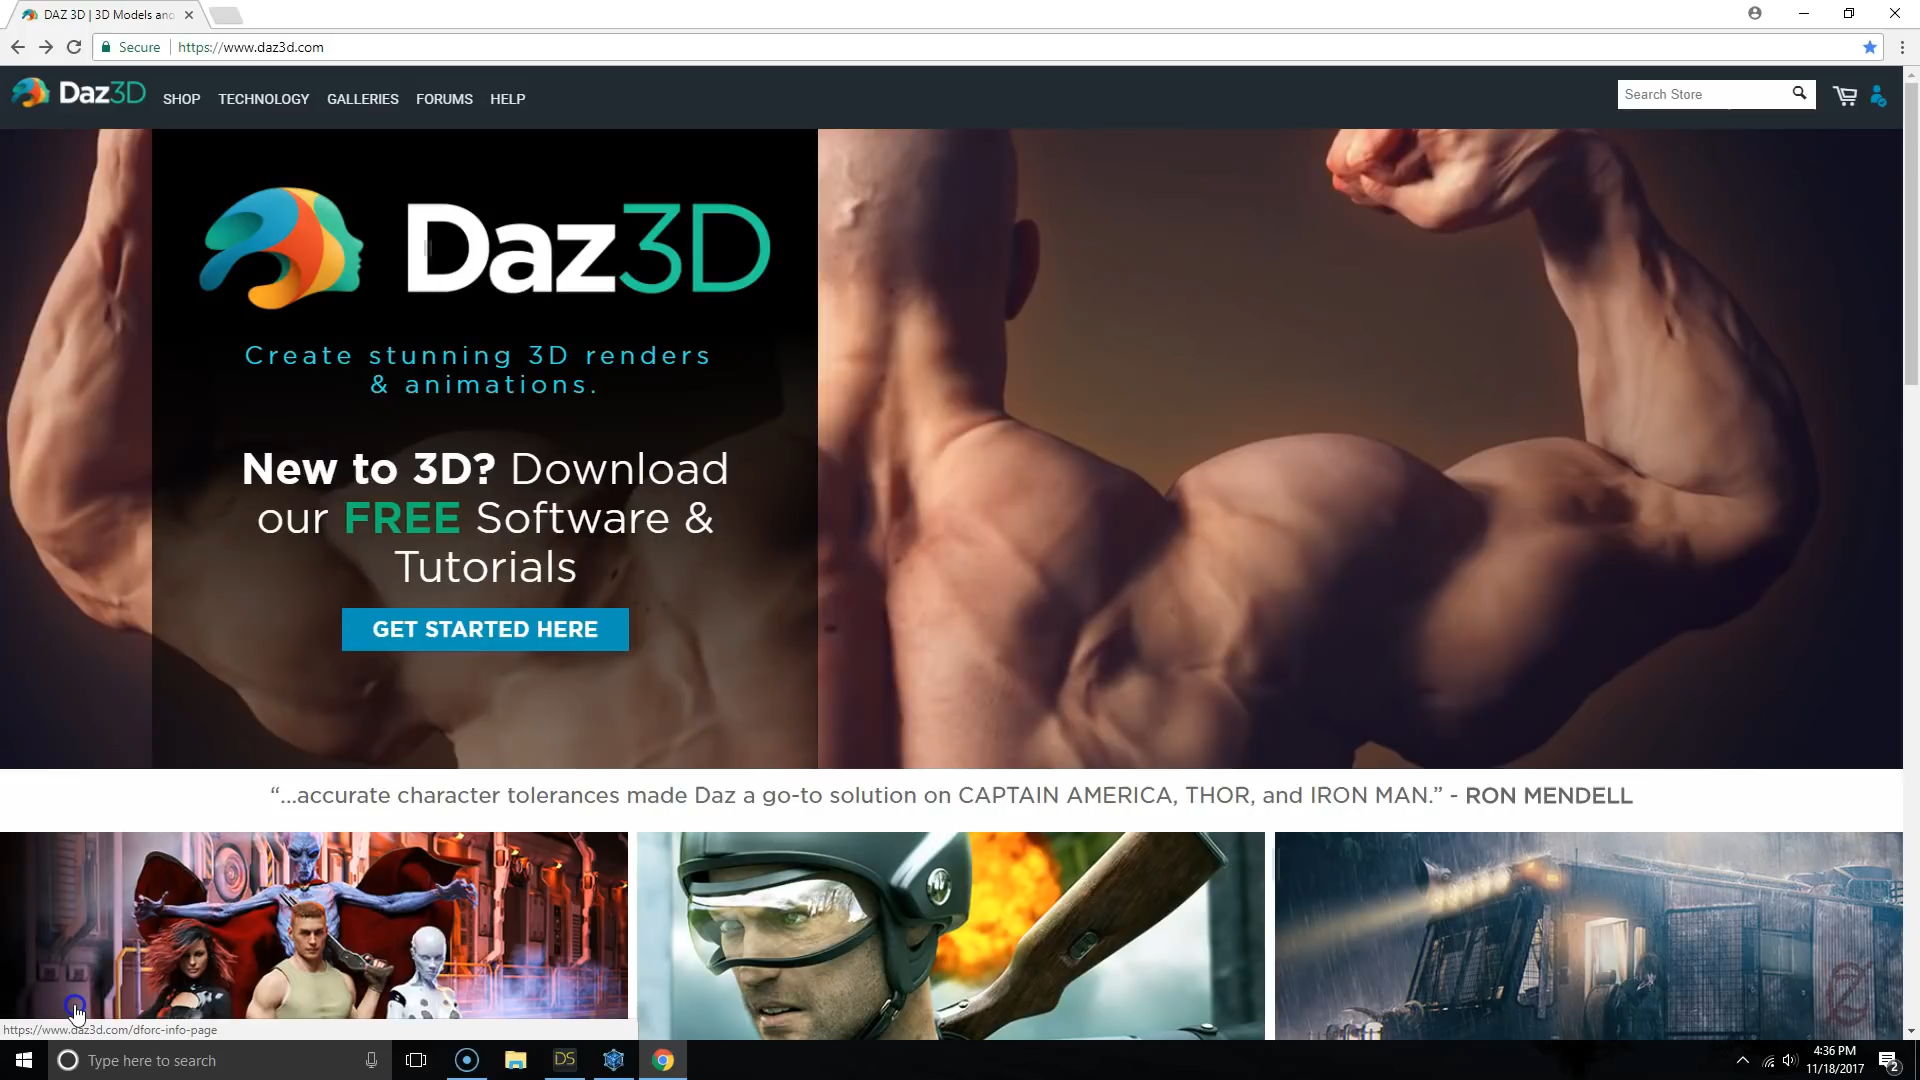 DAZ 3D | 3D Models and
Secure
https://www.daz3d.com
Daz3D
SHOP
TECHNOLOGY
GALLERIES
FORUMS
HELP
Search Store
Daz3D
Create stunning 3D renders
& animations.
New to 3D? Download
our FREE Software &
Tutorials
GET STARTED HERE
“...accurate character tolerances made Daz a go-to solution on CAPTAIN AMERICA, THOR, and IRON MAN.” - RON MENDELL
https://www.daz3d.com/dforc-info-page
Type here to search
DS
4:36 PM
11/18/2017
2